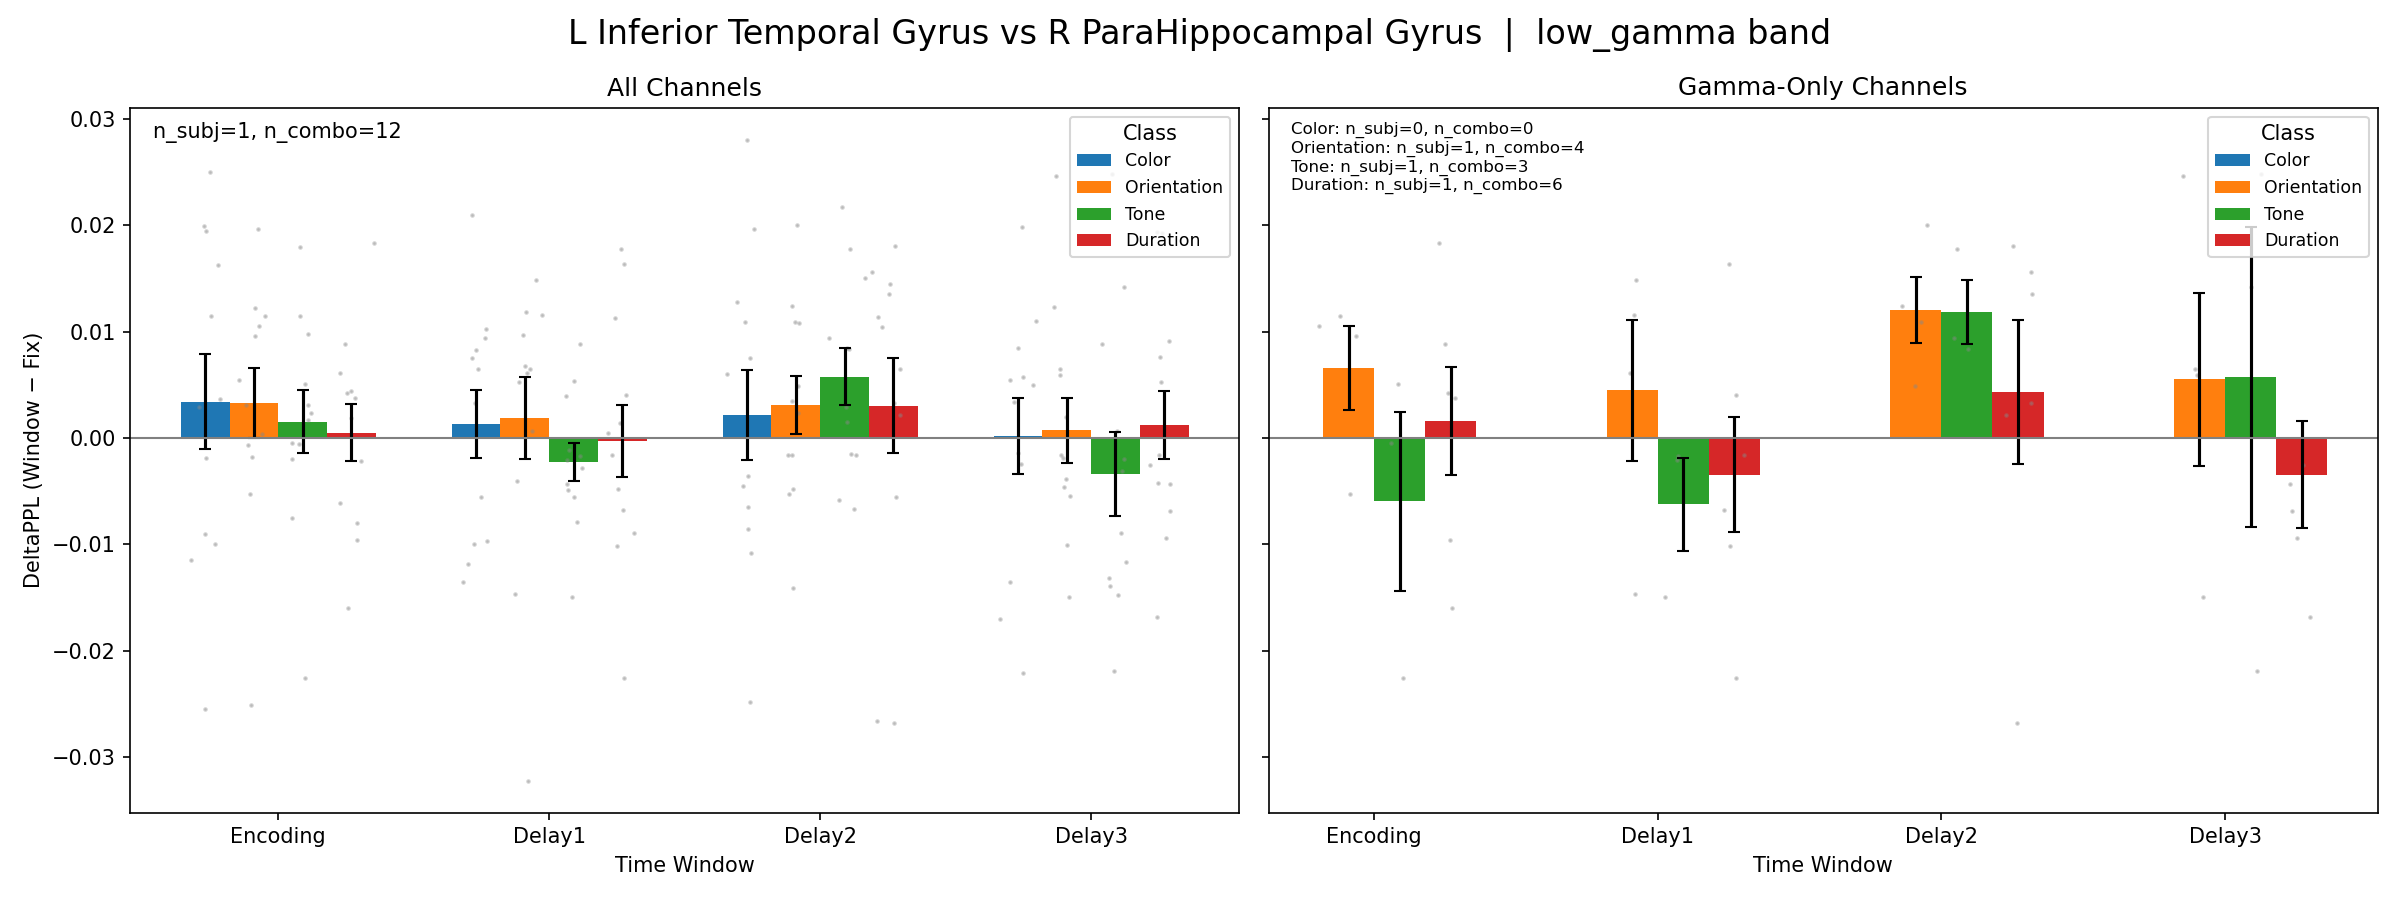 L Inferior Temporal Gyrus vs R ParaHippocampal Gyrus | low_gamma band
All Channels
n_subj=1, n_combo=12
Class
Color
Orientation
Tone
Duration
DeltaPPL (Window − Fix)
0.03
0.02
0.01
0.00
−0.01
−0.02
−0.03
Encoding
Delay1
Delay2
Delay3
Time Window
Gamma-Only Channels
Color: n_subj=0, n_combo=0
Orientation: n_subj=1, n_combo=4
Tone: n_subj=1, n_combo=3
Duration: n_subj=1, n_combo=6
Class
Color
Orientation
Tone
Duration
Encoding
Delay1
Delay2
Delay3
Time Window